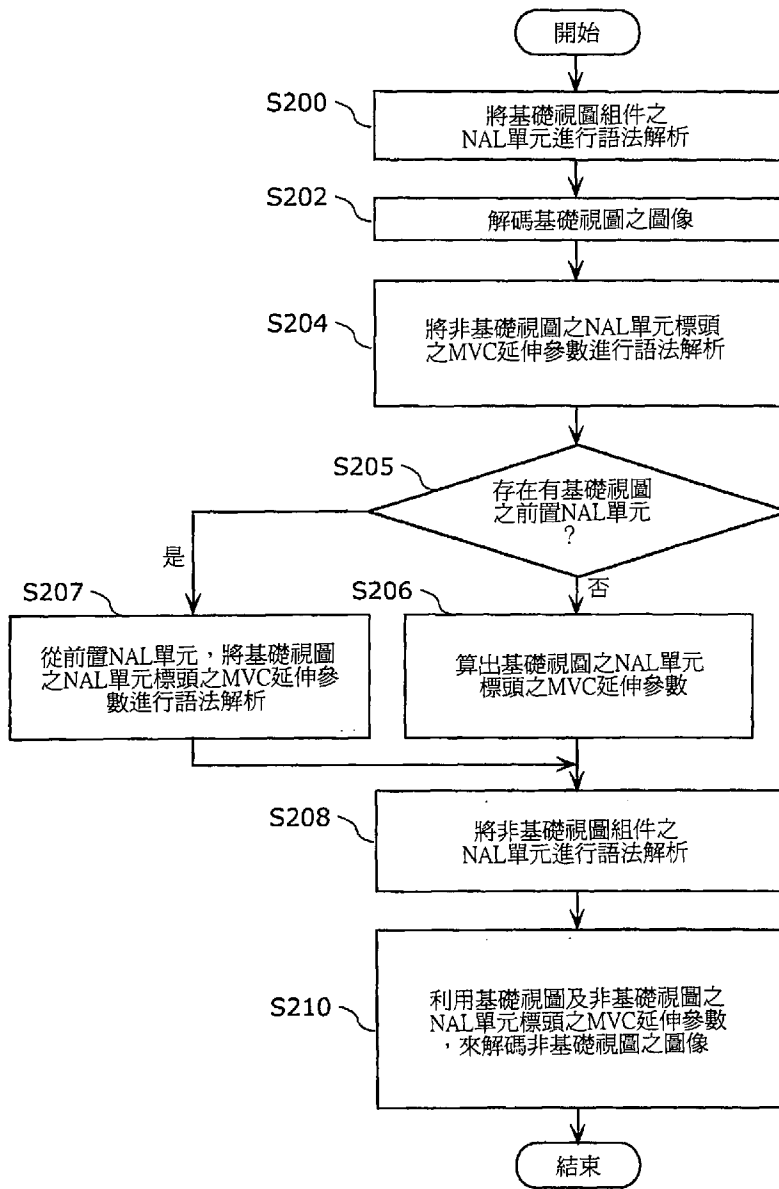 開始
S200
將基礎視圖組件之
NAL單元進行語法解析
S202
解碼基礎視圖之圖像
S204
將非基礎視圖之NAL單元標頭
之MVC延伸參數進行語法解析
S205
存在有基礎視圖
之前置NAL單元
?
是
否
S207
從前置NAL單元,將基礎視圖
之NAL單元標頭之MVC延伸參
數進行語法解析
S206
算出基礎視圖之NAL單元
標頭之MVC延伸參數
S208
將非基礎視圖組件之
NAL單元進行語法解析
S210
利用基礎視圖及非基礎視圖之
NAL單元標頭之MVC延伸參數
,來解碼非基礎視圖之圖像
結束